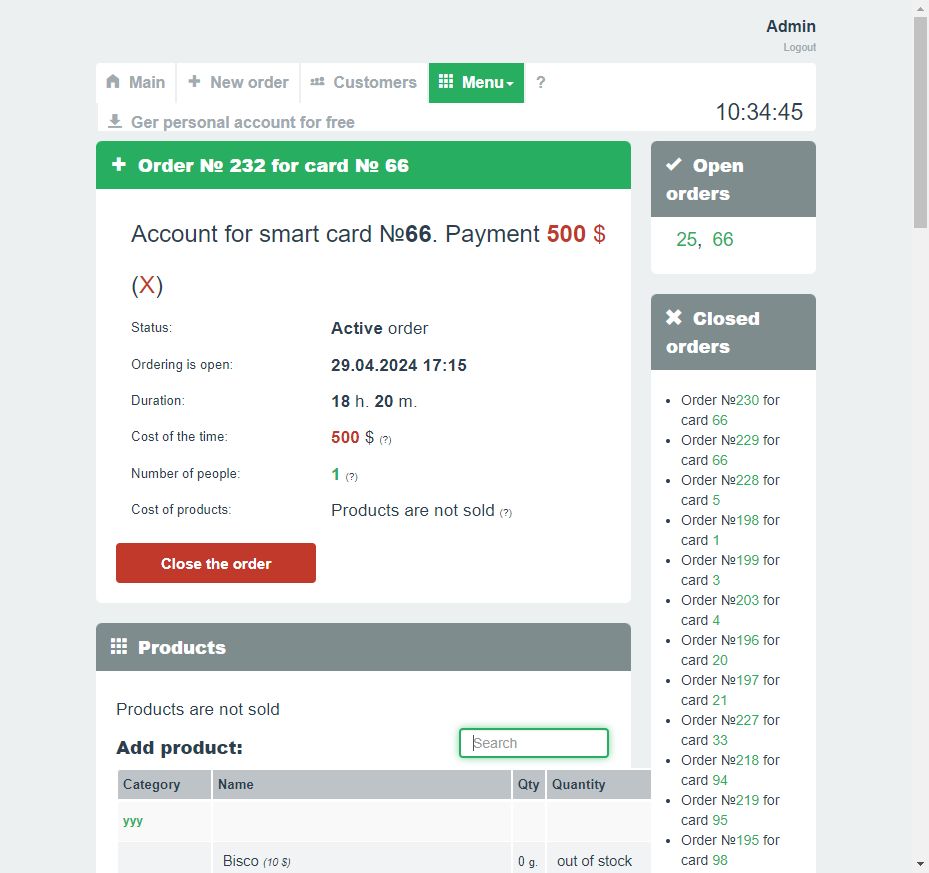 Admin
Logout
Main
New order
Customers
Menu
?
Ger personal account for free
10:34:45
Order № 232 for card № 66
Account for smart card №66. Payment 500 $
(X)
Status: Active order
Ordering is open: 29.04.2024 17:15
Duration: 18 h. 20 m.
Cost of the time: 500 $ (?)
Number of people: 1 (?)
Cost of products: Products are not sold (?)
Close the order
Products
Products are not sold
Add product:
Search
Category Name Qty Quantity
yyy
Bisco (10 $) 0 g. out of stock
Open
orders
25, 66
Closed
orders
Order №230 for
card 66
Order №229 for
card 66
Order №228 for
card 5
Order №198 for
card 1
Order №199 for
card 3
Order №203 for
card 4
Order №196 for
card 20
Order №197 for
card 21
Order №227 for
card 33
Order №218 for
card 94
Order №219 for
card 95
Order №195 for
card 98